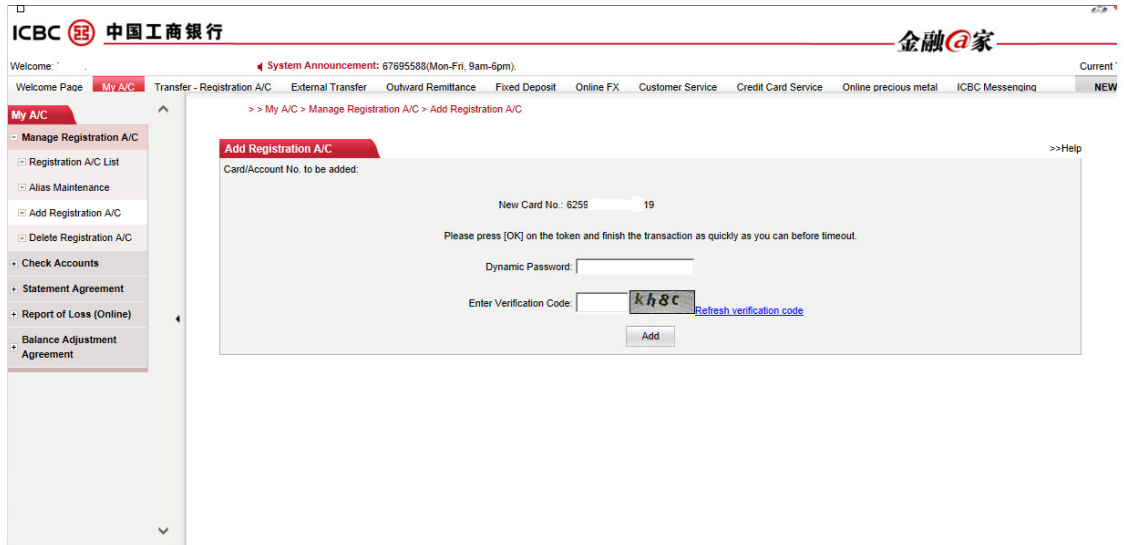 ICBC 中国工商银行
金融@家
Welcome:
System Announcement: 67695588(Mon-Fri, 9am-6pm).
Current
Welcome Page My A/C Transfer - Registration A/C External Transfer Outward Remittance Fixed Deposit Online FX Customer Service Credit Card Service Online precious metal ICBC Messenging NEW
My A/C
> > My A/C > Manage Registration A/C > Add Registration A/C
Manage Registration A/C
Registration A/C List
Alias Maintenance
Add Registration A/C
Delete Registration A/C
Check Accounts
Statement Agreement
Report of Loss (Online)
Balance Adjustment
Agreement
Add Registration A/C
>>Help
Card/Account No. to be added:
New Card No.: 6259 19
Please press [OK] on the token and finish the transaction as quickly as you can before timeout.
Dynamic Password:
Enter Verification Code: kh8c Refresh verification code
Add